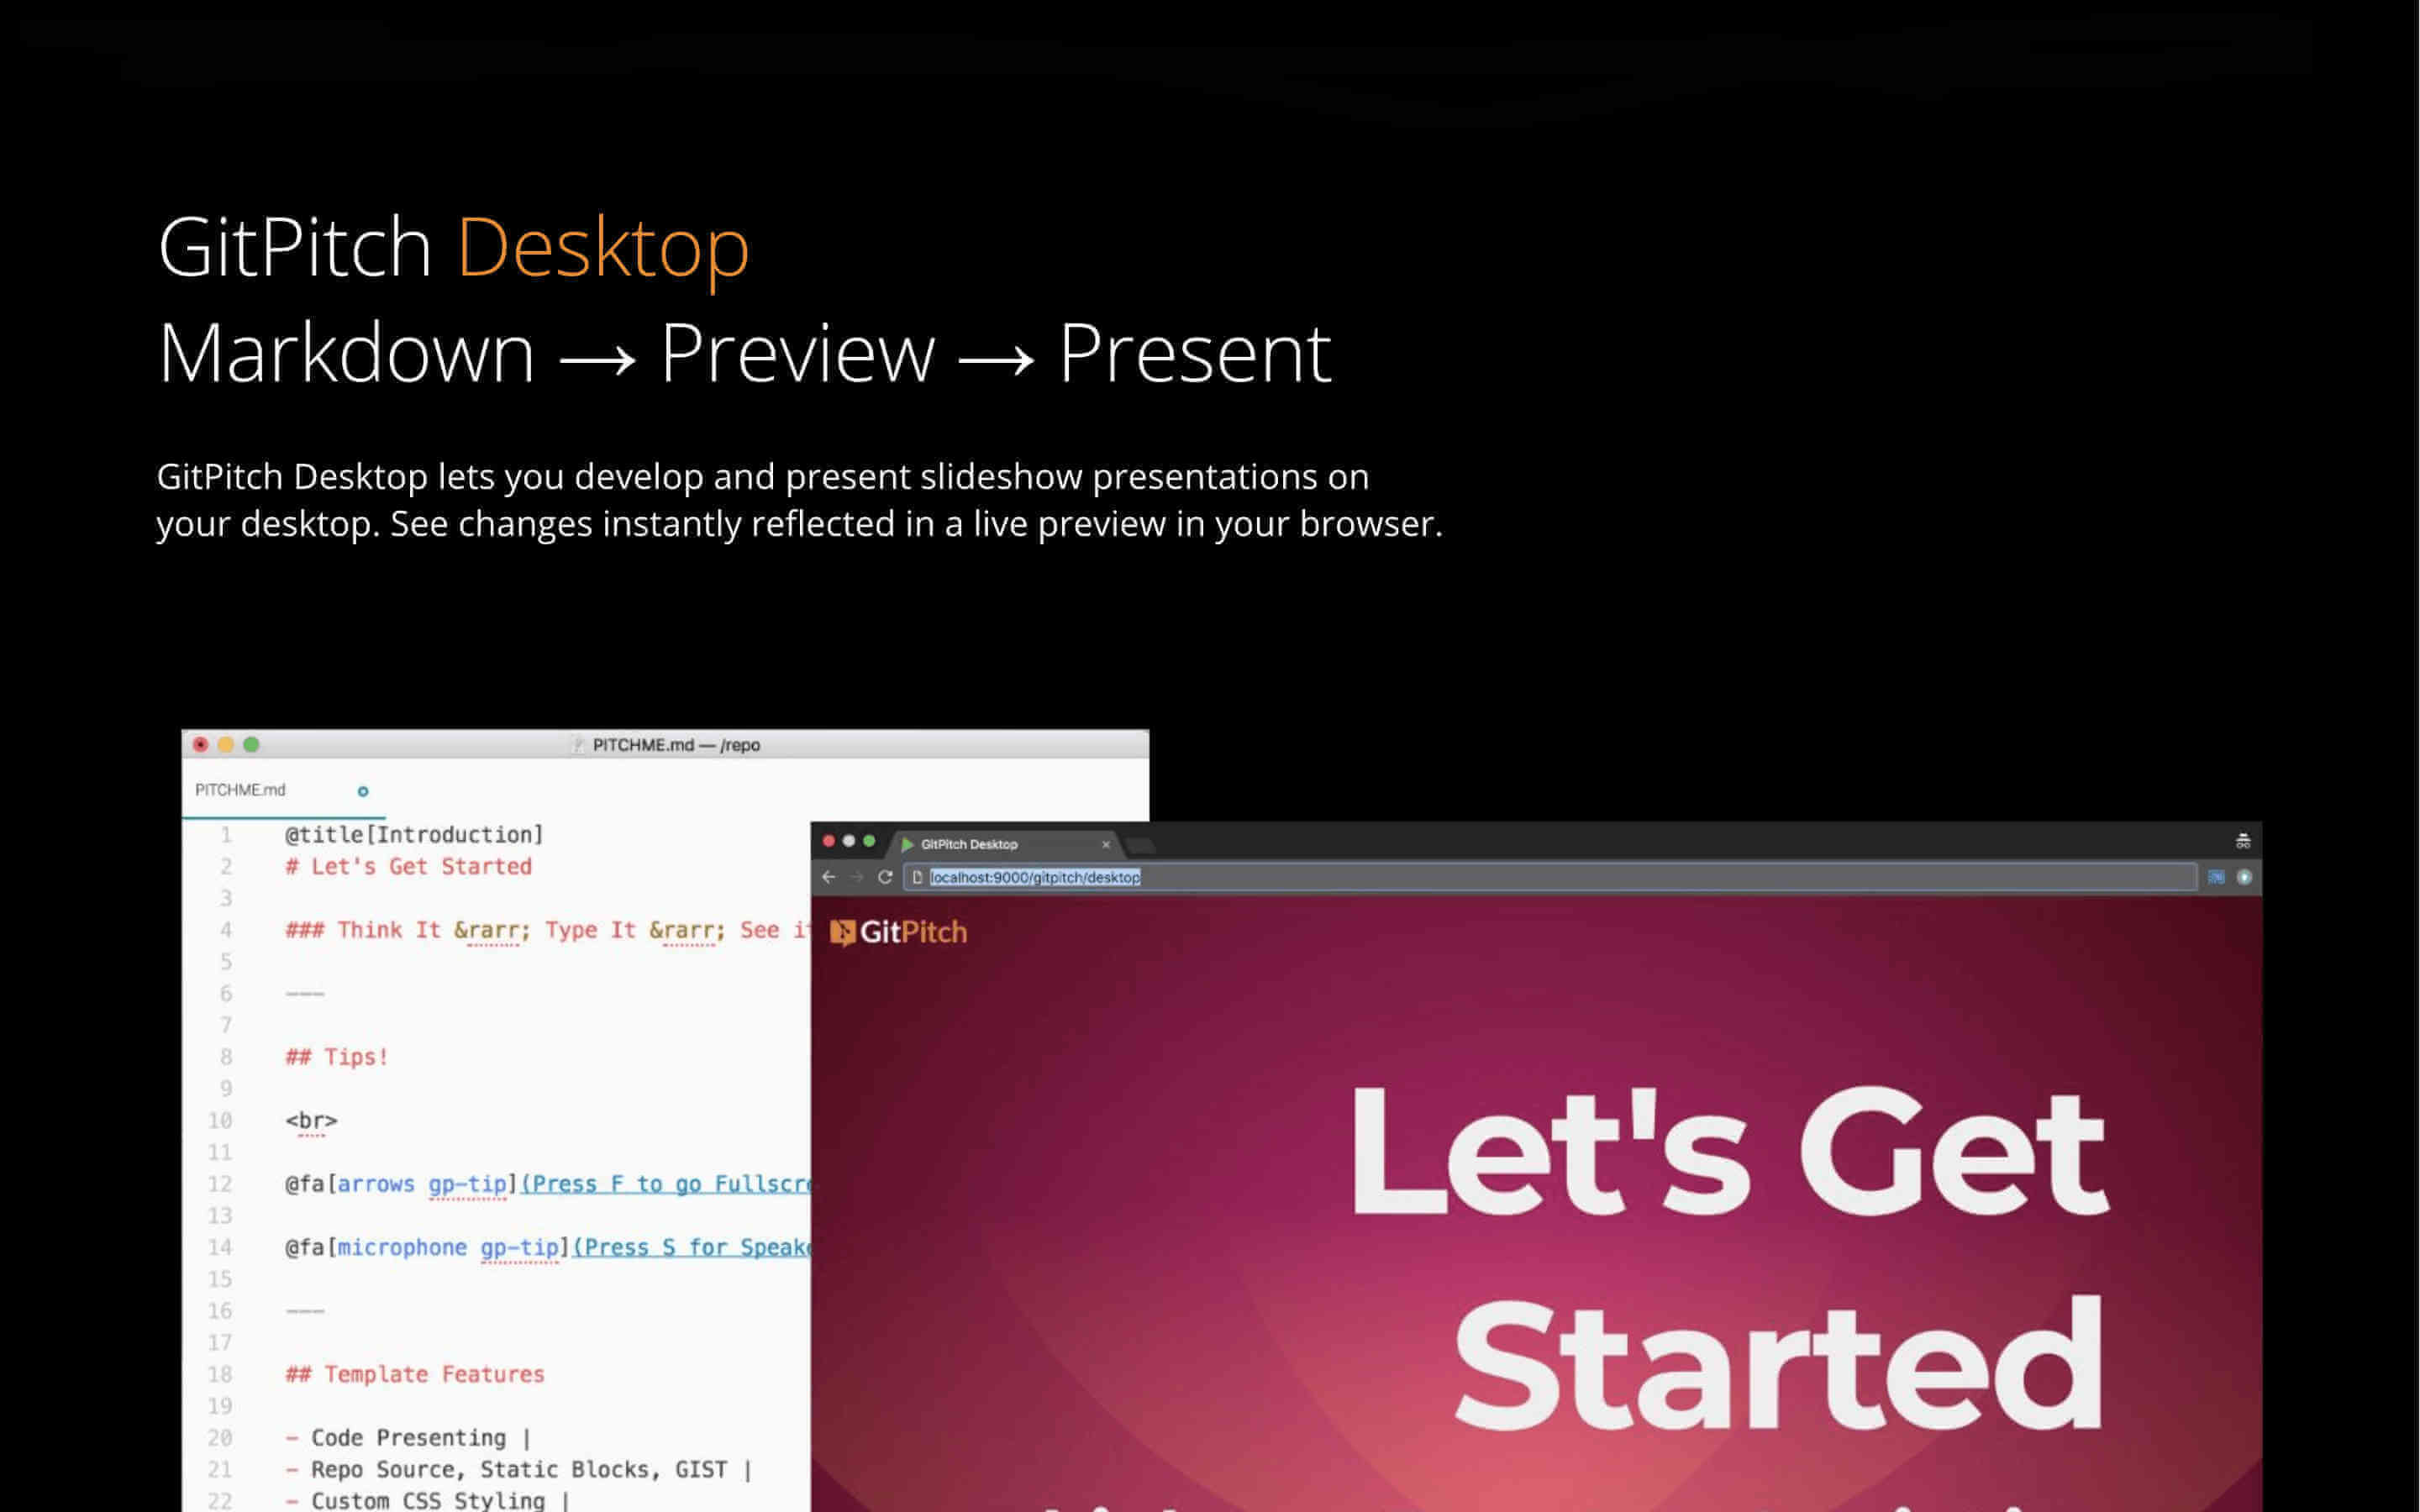 GitPitch Desktop
Markdown → Preview → Present
GitPitch Desktop lets you develop and present slideshow presentations on
your desktop. See changes instantly reflected in a live preview in your browser.
PITCHME.md — /repo
PITCHME.md
1 @title[Introduction]
2 # Let's Get Started
3
4 ### Think It &rarr; Type It &rarr; See
5
6 ---
7
8 ## Tips!
9
10 <br>
11
12 @fa[arrows gp-tip](Press F to go Fullscr
13
14 @fa[microphone gp-tip](Press S for Speak
15
16 ---
17
18 ## Template Features
19
20 - Code Presenting |
21 - Repo Source, Static Blocks, GIST |
22 - Custom CSS Styling |
GitPitch Desktop
localhost:9000/gitpitch/desktop
GitPitch
Let's Get
Started